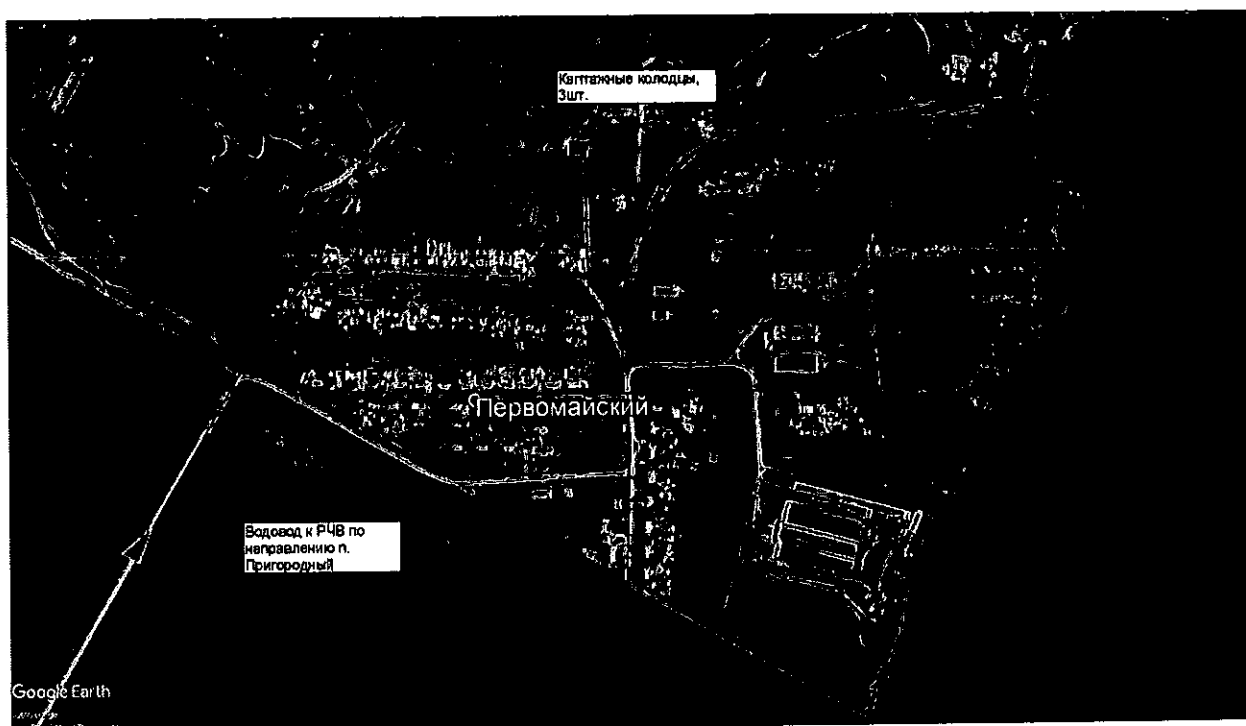 Каптажные колодцы,
3шт.
Первомайский
Водовод к РЧВ по
направлению п.
Пригородный
Google Earth